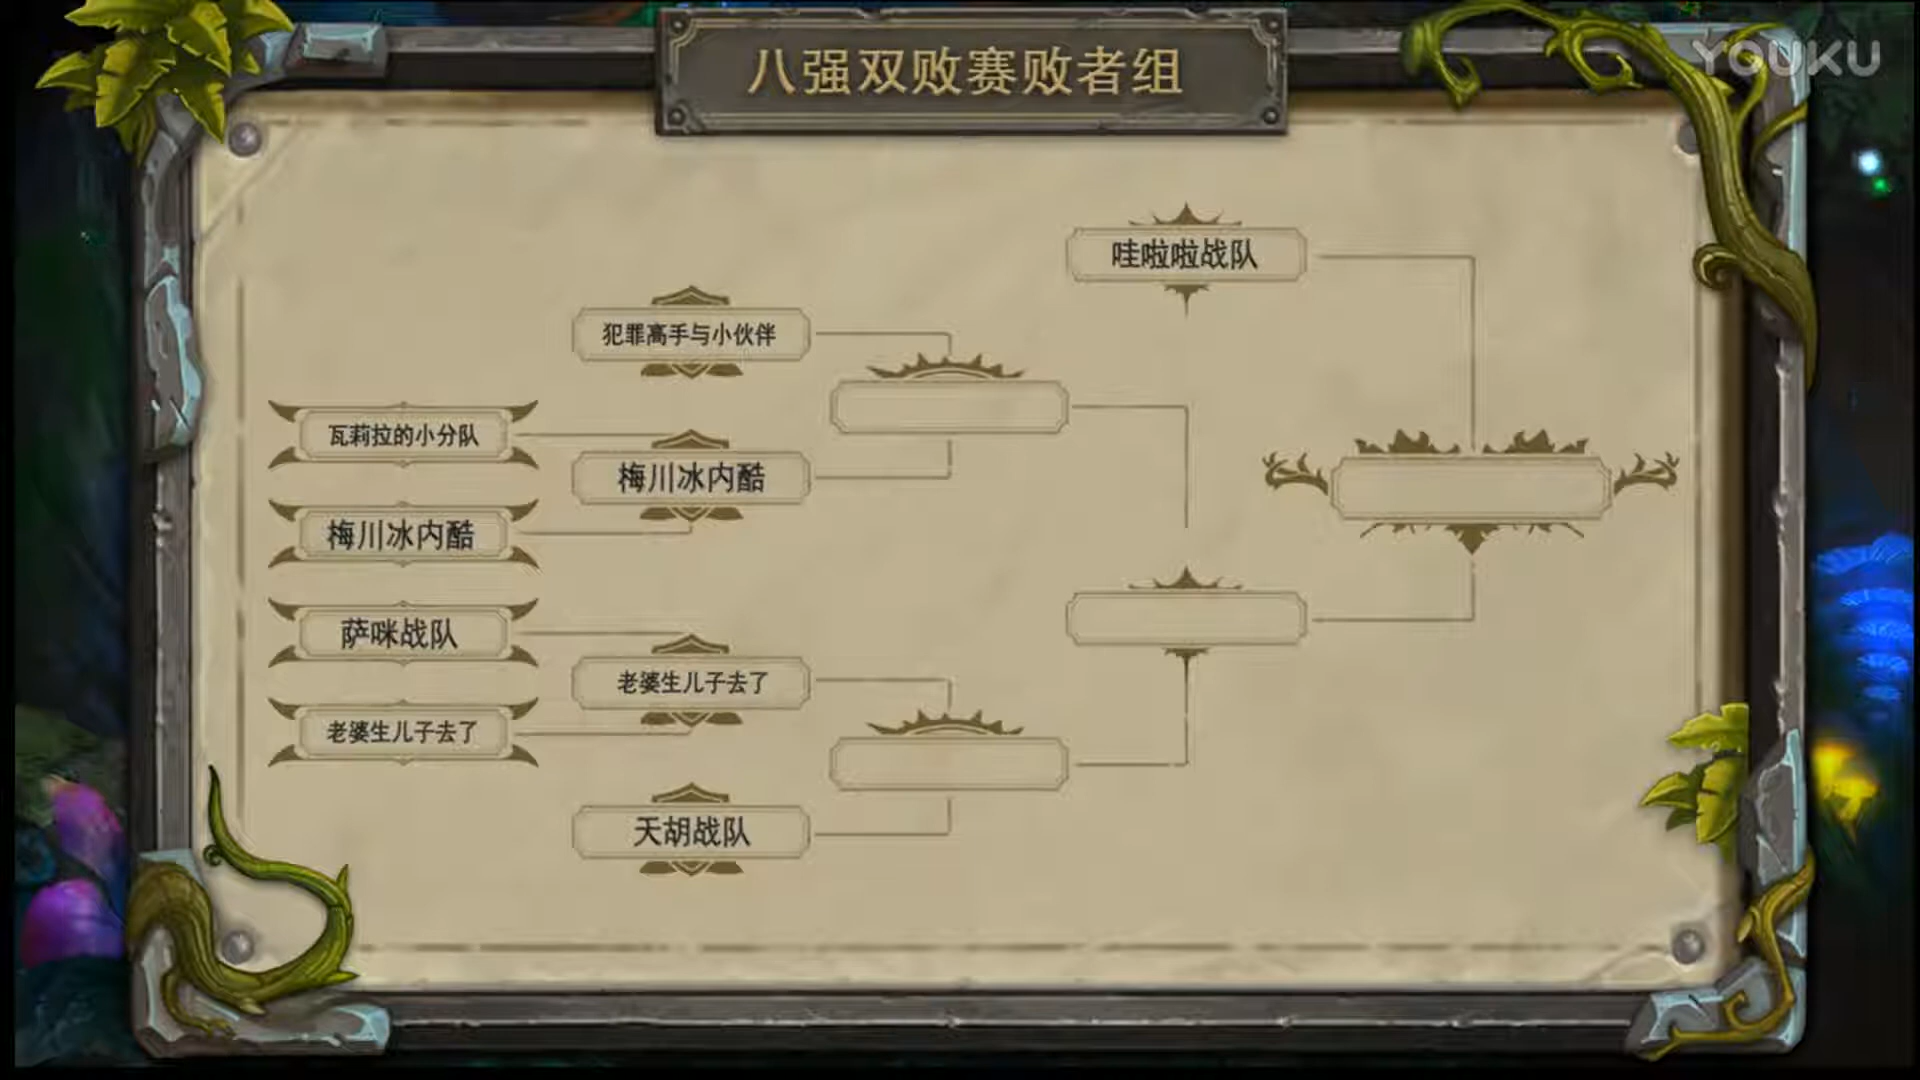 八强双败赛败者组
YOUKU
哇啦啦战队
犯罪高手与小伙伴
瓦莉拉的小分队
梅川冰内酷
梅川冰内酷
萨咪战队
老婆生儿子去了
老婆生儿子去了
天胡战队